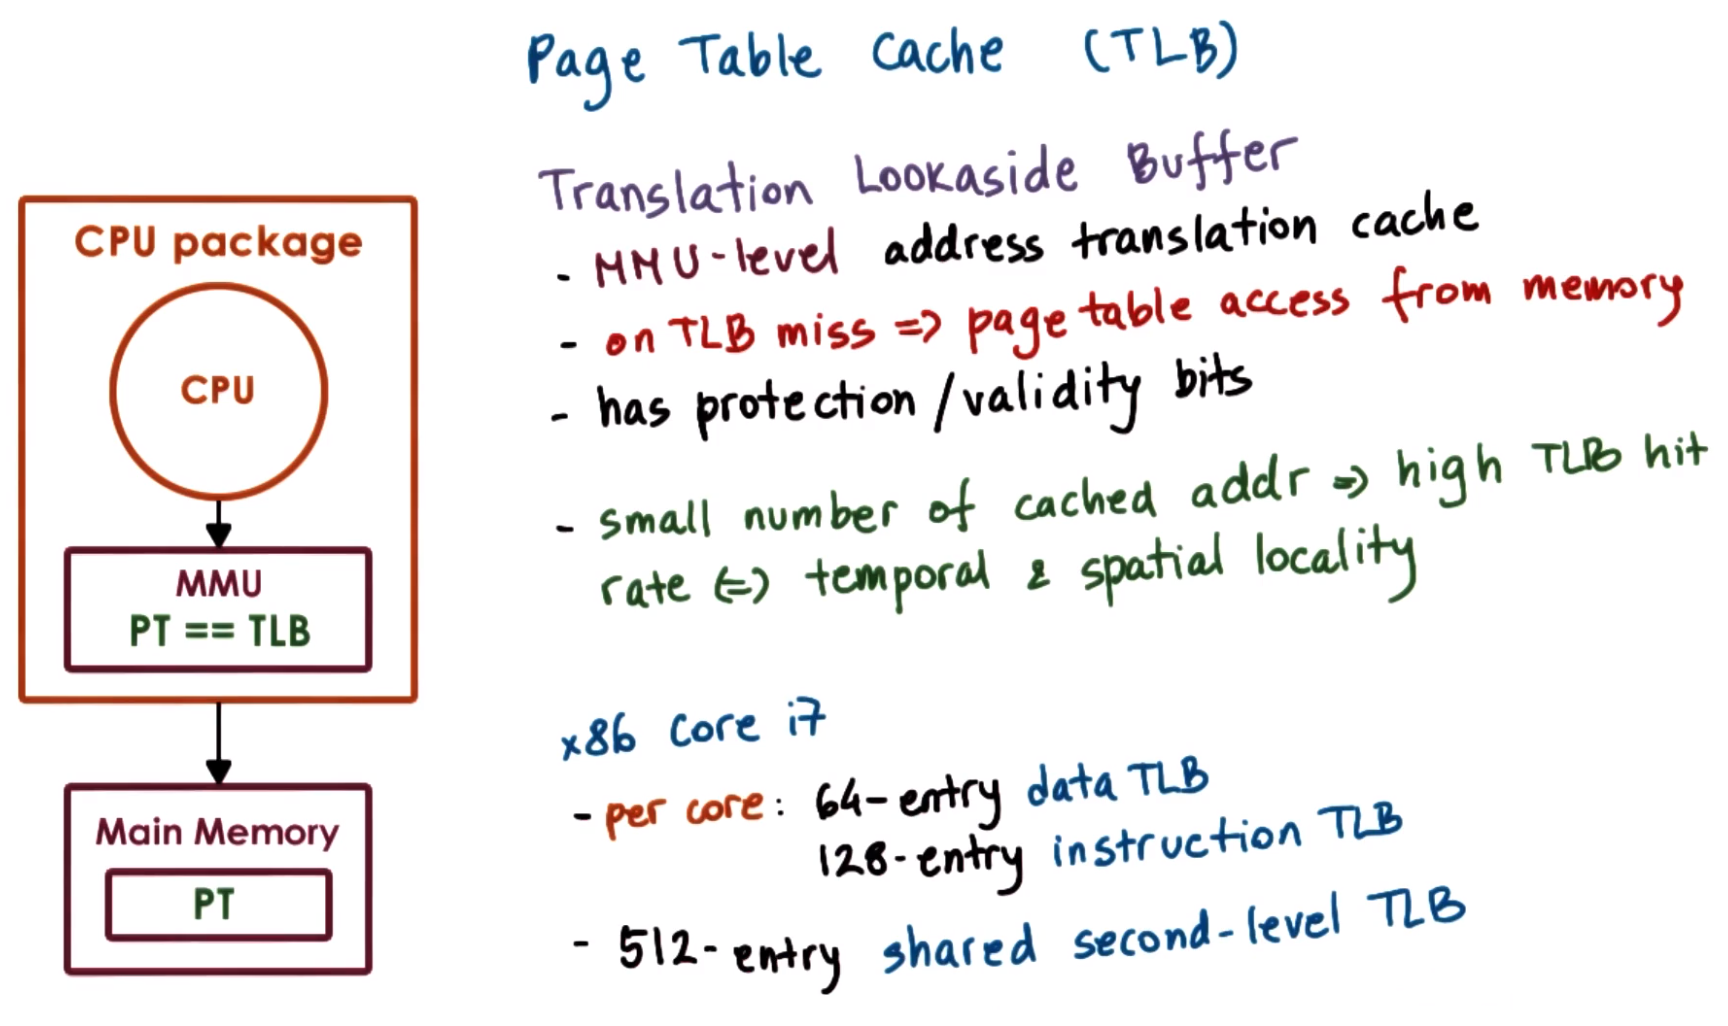 Page Table Cache (TLB)
Translation Lookaside Buffer
- MMU-level address translation cache
- on TLB miss => page table access from memory
- has protection/validity bits
- small number of cached addr => high TLB hit
rate <=> temporal & spatial locality
x86 Core i7
- per core: 64-entry data TLB
128-entry instruction TLB
- 512-entry shared second-level TLB
CPU package
CPU
MMU
PT == TLB
Main Memory
PT